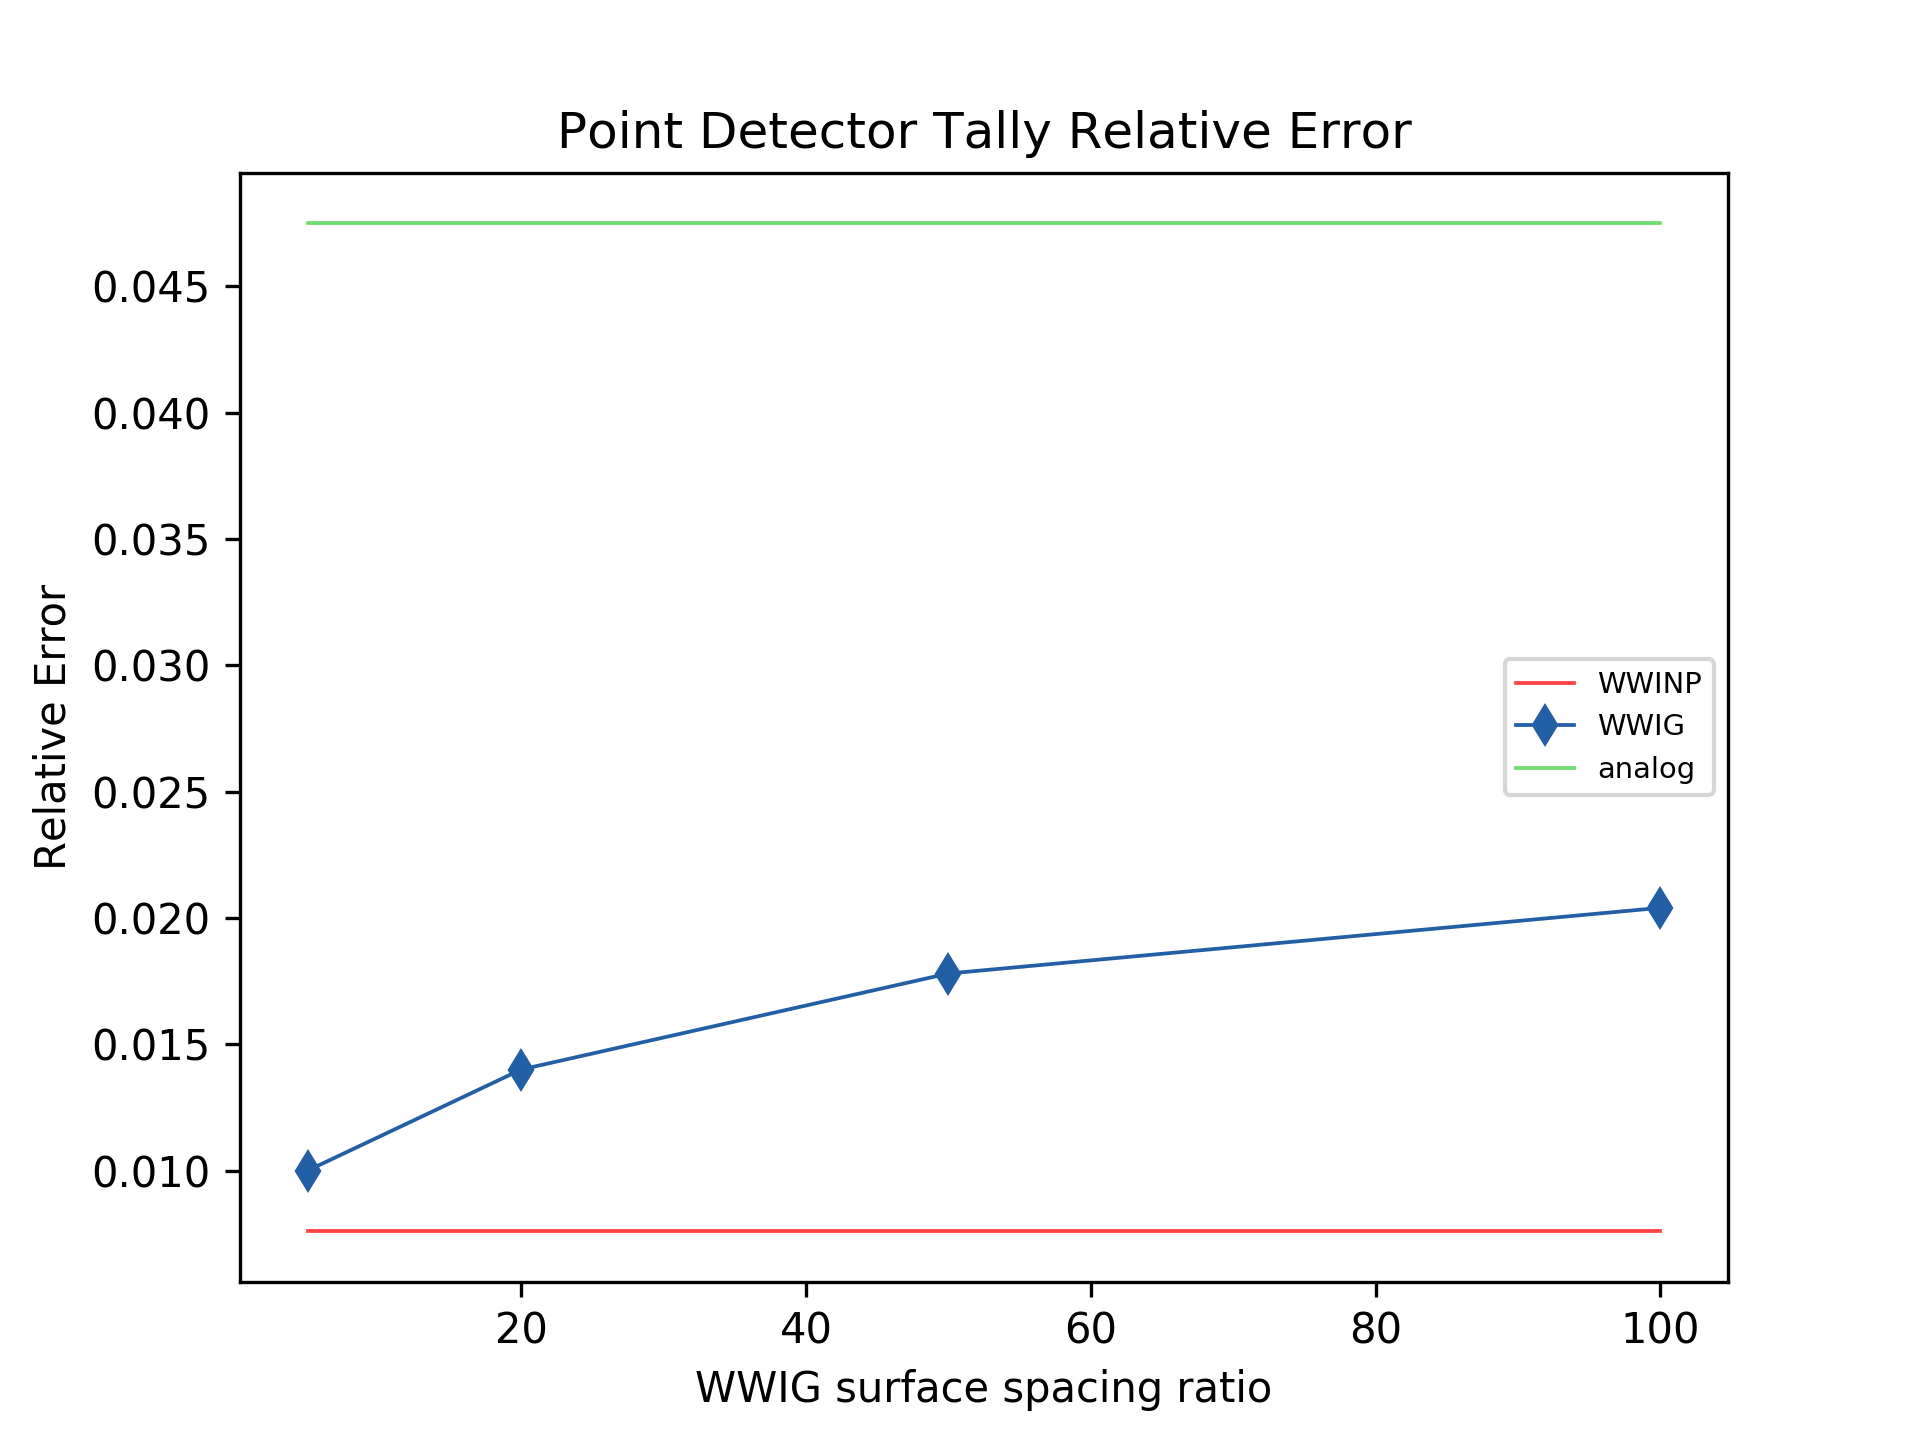 Point Detector Tally Relative Error
0.045
0.040
0.035
0.030
0.025
0.020
0.015
0.010
Relative Error
WWINP
WWIG
analog
20 40 60 80 100
WWIG surface spacing ratio